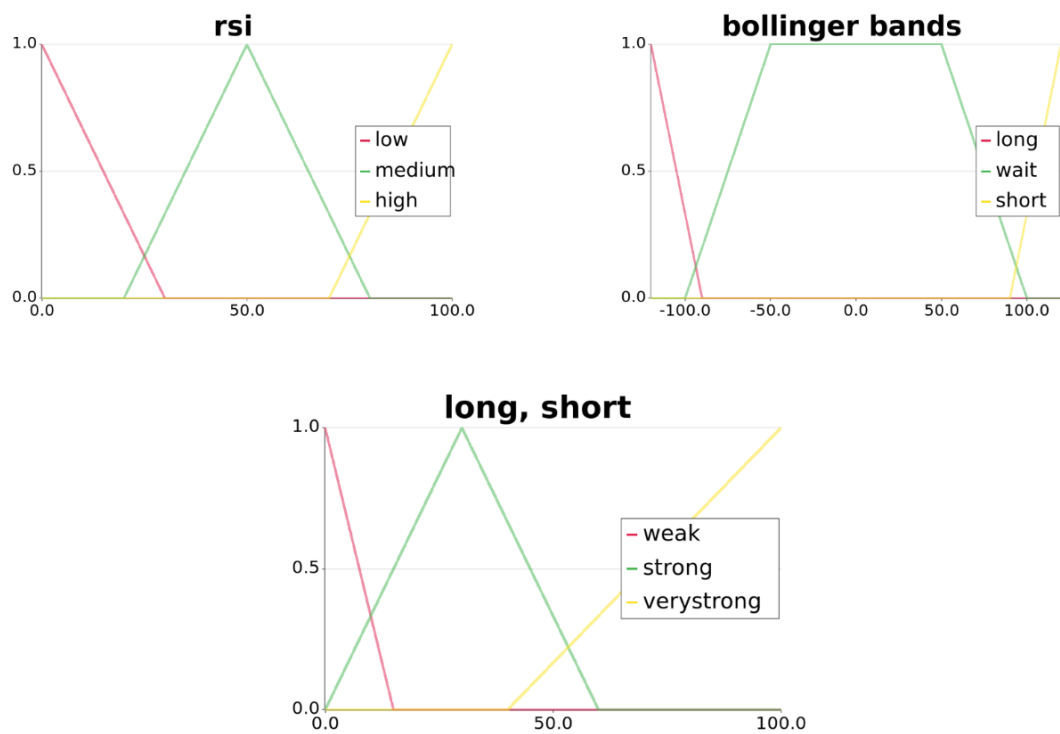 rsi
1.0
0.5
0.0
0.0 50.0 100.0
low
medium
high
bollinger bands
1.0
0.5
0.0
-100.0 -50.0 0.0 50.0 100.0
long
wait
short
long, short
1.0
0.5
0.0
0.0 50.0 100.0
weak
strong
verystrong